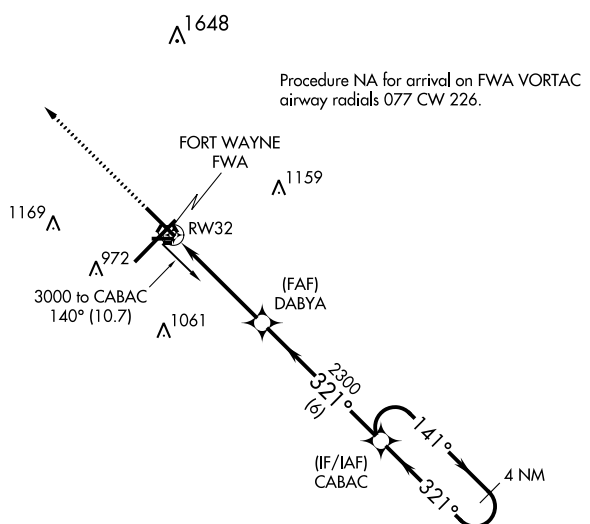 1648
Procedure NA for arrival on FWA VORTAC
airway radials 077 CW 226.
FORT WAYNE
FWA
1159
1169
RW32
972
3000 to CABAC
140° (10.7)
1061
(FAF)
DABYA
2300
321°
(6)
141°
(IF/IAF)
CABAC
321°
4 NM